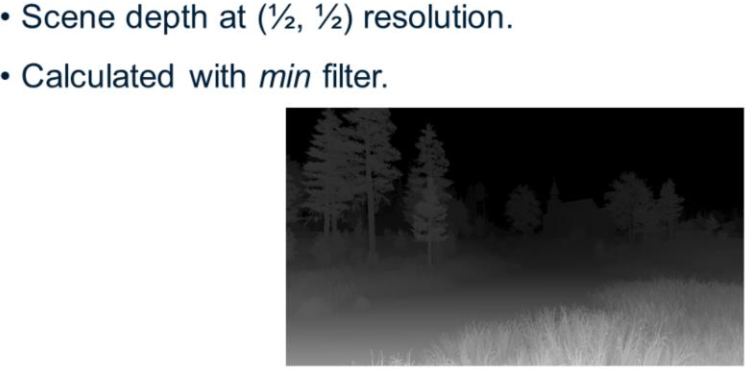 • Scene depth at (½, ½) resolution.
• Calculated with min filter.